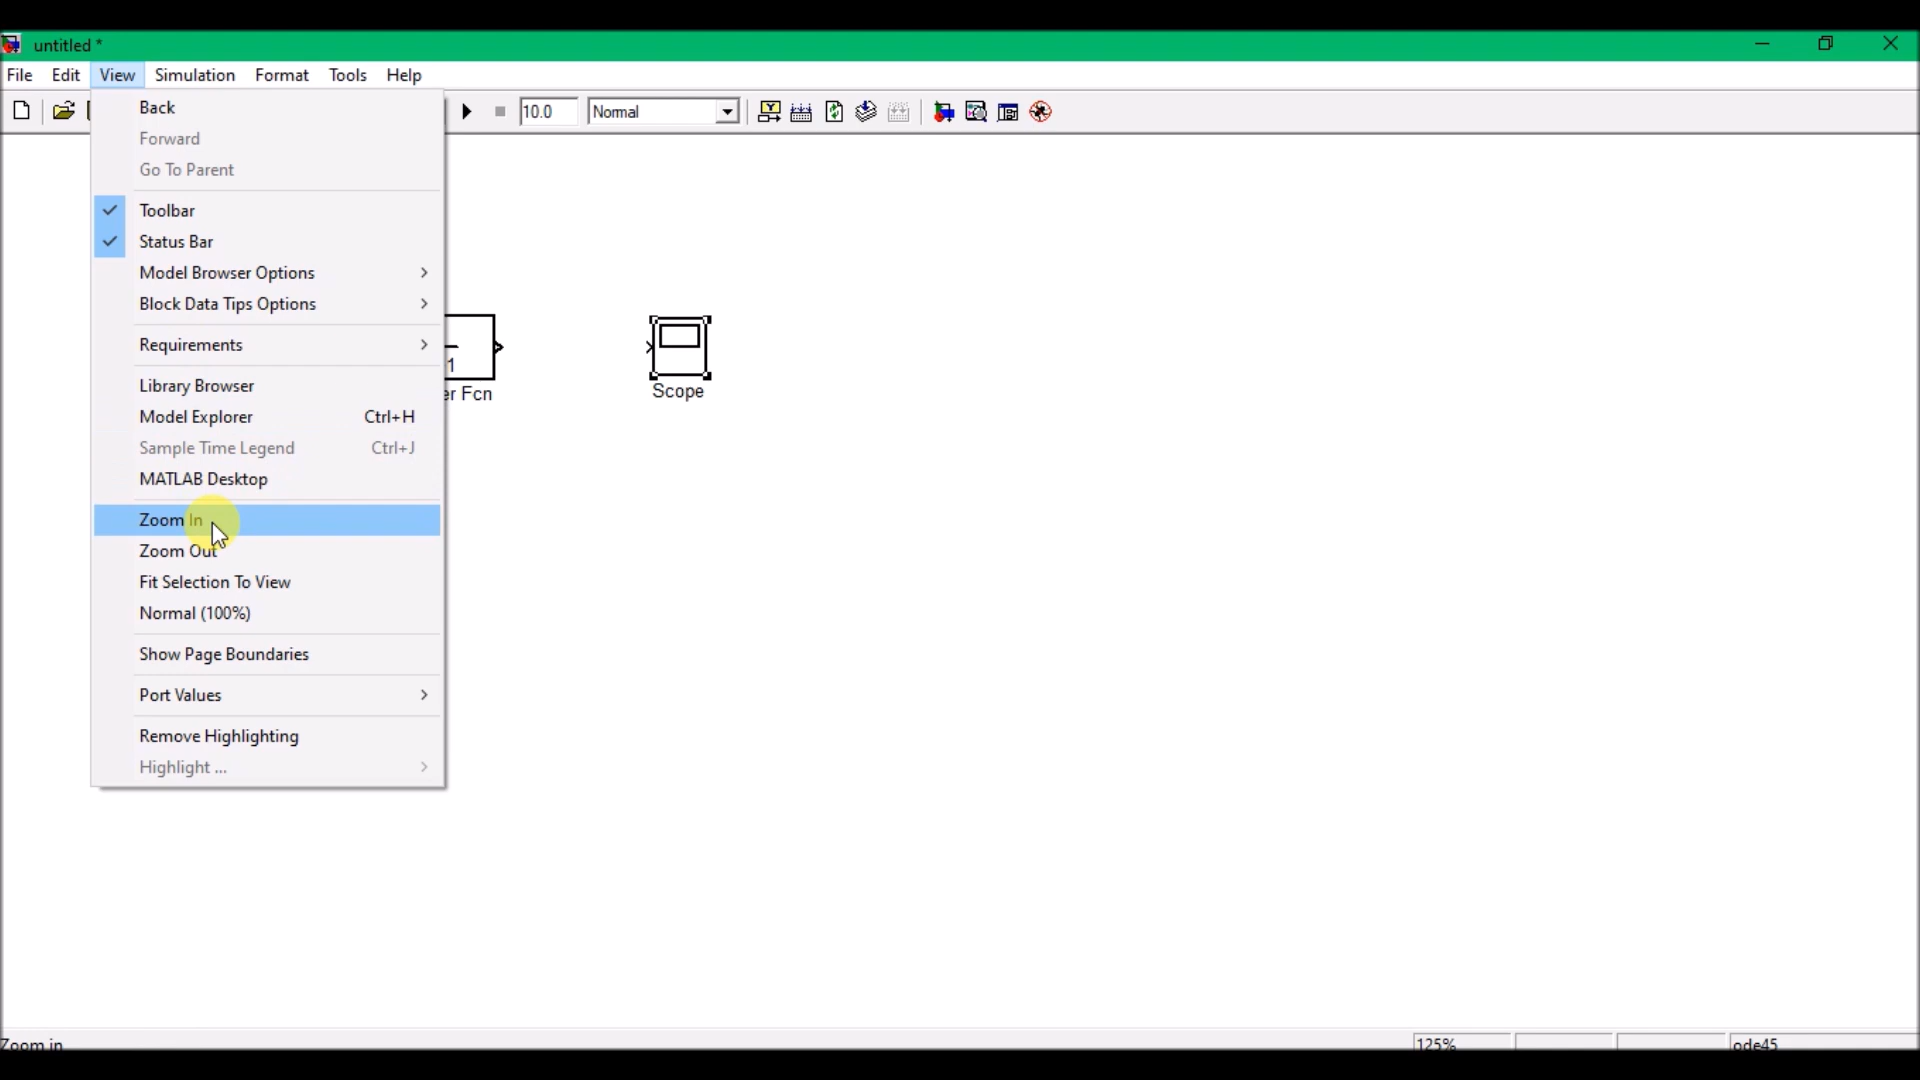 untitled *
File Edit View Simulation Format Tools Help
10.0 Normal
Back
Forward
Go To Parent
Toolbar
Status Bar
Model Browser Options
Block Data Tips Options
Requirements
Library Browser
Model Explorer Ctrl+H
Sample Time Legend Ctrl+J
MATLAB Desktop
Zoom In
Zoom Out
Fit Selection To View
Normal (100%)
Show Page Boundaries
Port Values
Remove Highlighting
Highlight ...
1
er Fcn
Scope
Zoom in 125% ode45